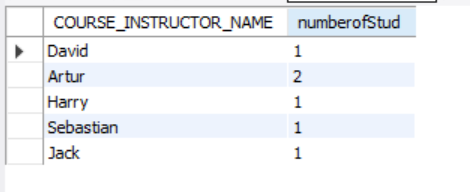 COURSE_INSTRUCTOR_NAME numberofStud
David 1
Artur 2
Harry 1
Sebastian 1
Jack 1